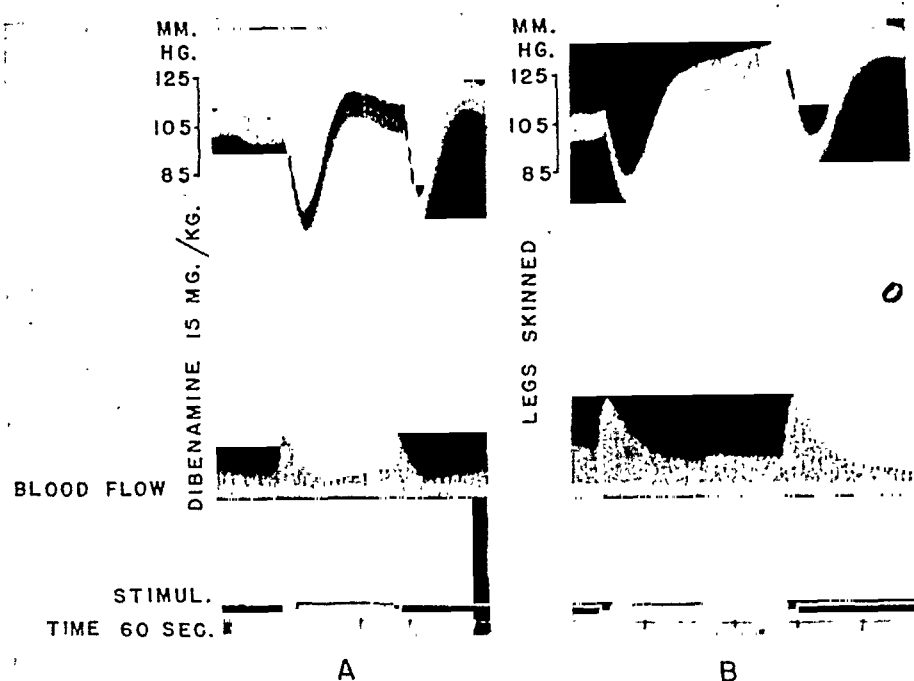 MM.
HG.
125
105
85
DIBENAMINE 15 MG./KG.
BLOOD FLOW
STIMUL.
TIME 60 SEC.
A
MM.
HG.
125
105
85
LEGS SKINNED
B